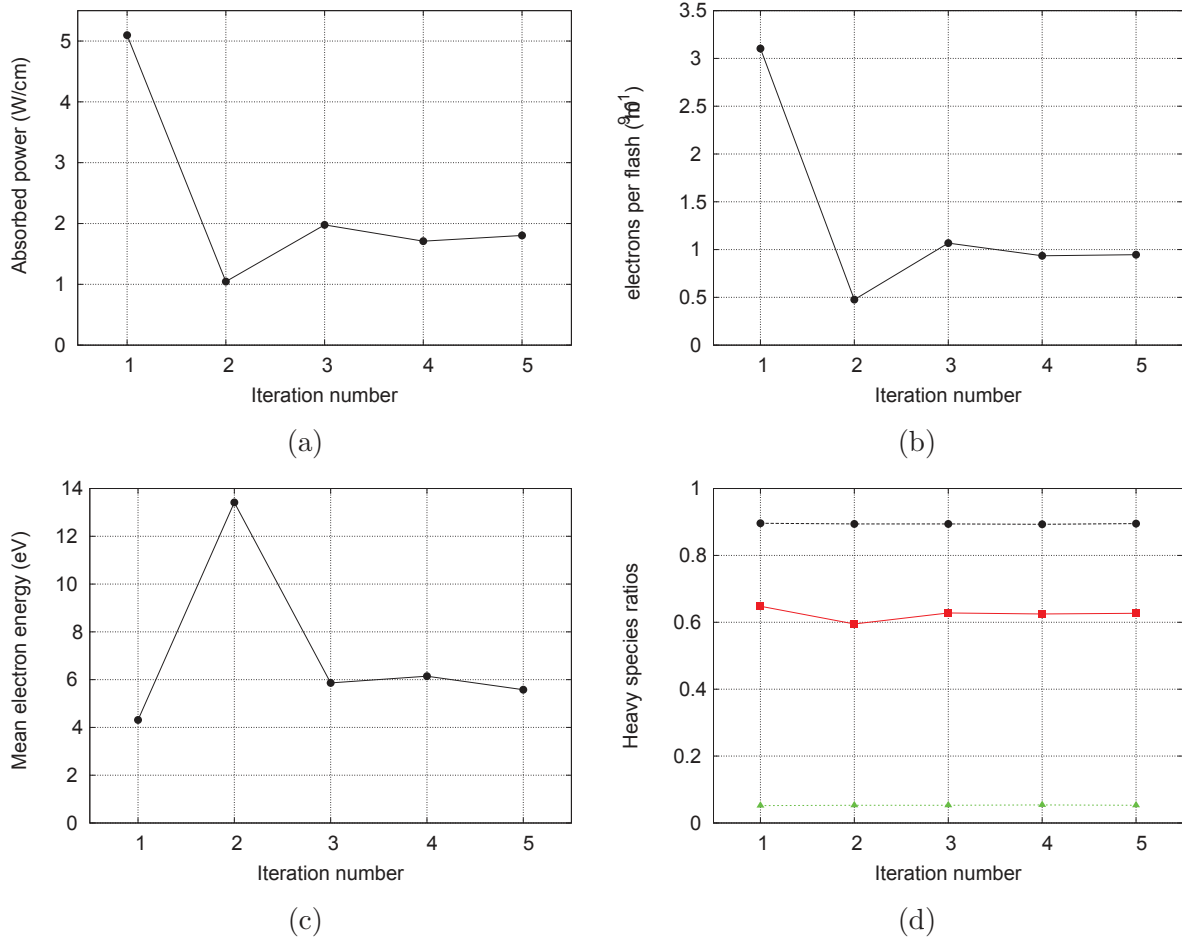 5
4
3
2
1
0
Absorbed power (W/cm)
1 2 3 4 5
Iteration number
(a)
3.5
3
2.5
2
1.5
1
0.5
0
electrons per flash (
1 2 3 4 5
Iteration number
(b)
14
12
10
8
6
4
2
0
Mean electron energy (eV)
1 2 3 4 5
Iteration number
(c)
1
0.8
0.6
0.4
0.2
0
Heavy species ratios
1 2 3 4 5
Iteration number
(d)